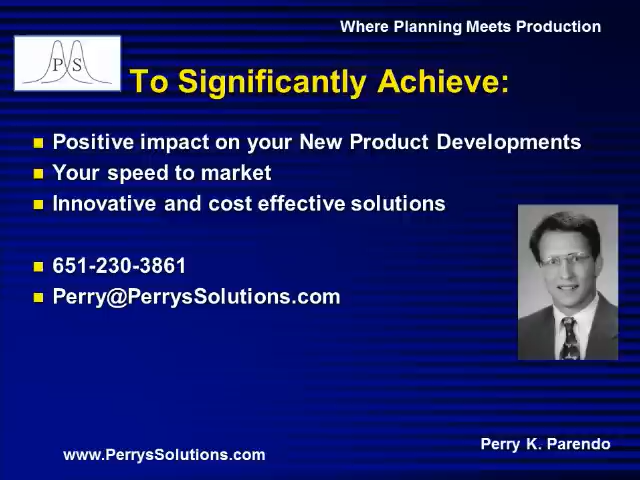 Where Planning Meets Production
P S
To Significantly Achieve:
Positive impact on your New Product Developments
Your speed to market
Innovative and cost effective solutions
651-230-3861
Perry@PerrysSolutions.com
Perry K. Parendo
www.PerrysSolutions.com